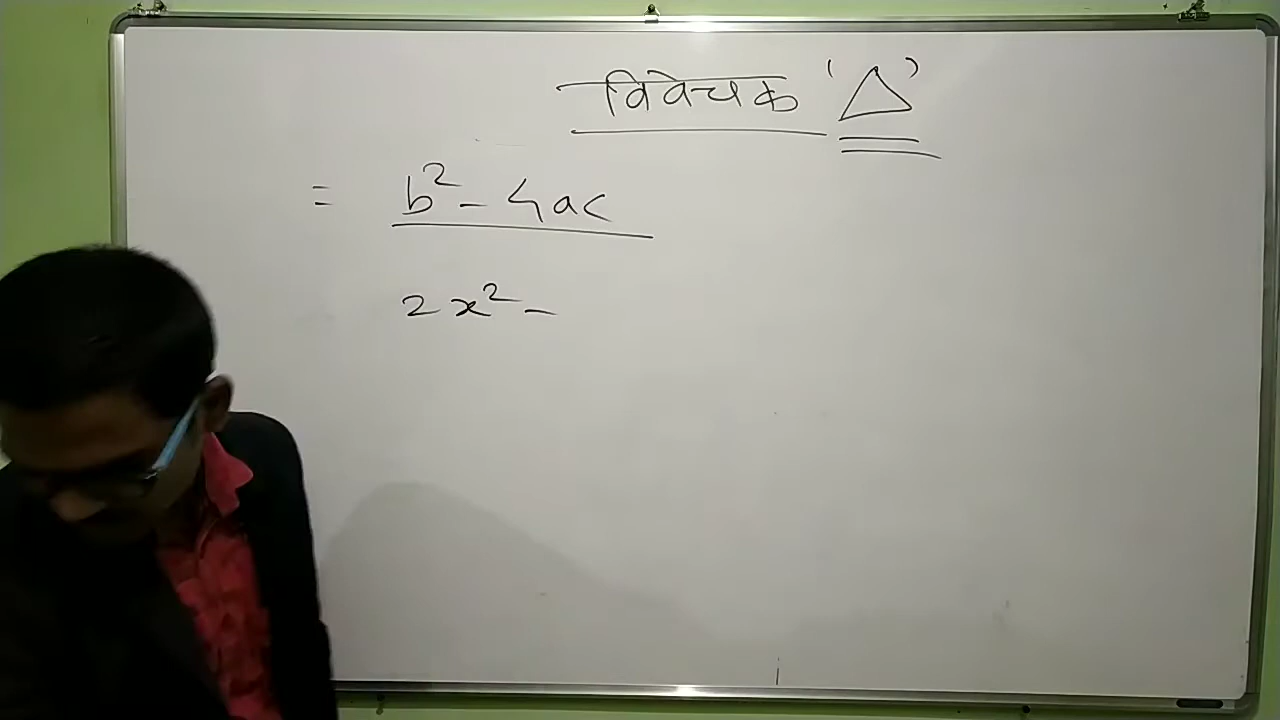 विवेचक 'Δ'
= b² - 4ac
2x² -